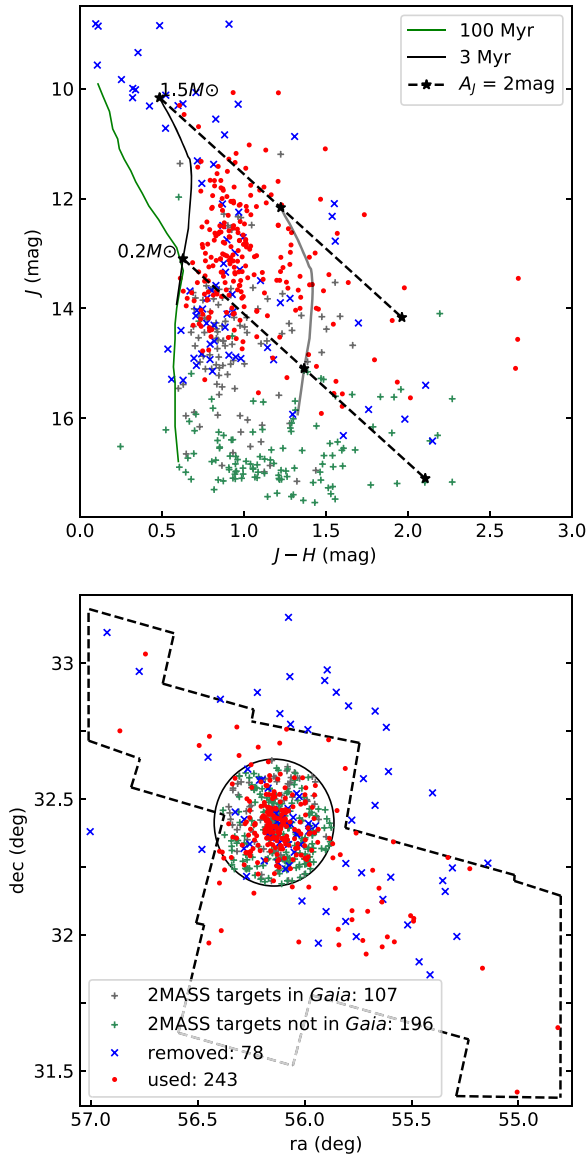 100 Myr
3 Myr
A_J = 2mag
1.5M⊙
0.2M⊙
10
12
14
16
J (mag)
0.0 0.5 1.0 1.5 2.0 2.5 3.0
J − H (mag)
33
32.5
32
31.5
dec (deg)
2MASS targets in Gaia: 107
2MASS targets not in Gaia: 196
removed: 78
used: 243
57.0 56.5 56.0 55.5 55.0
ra (deg)